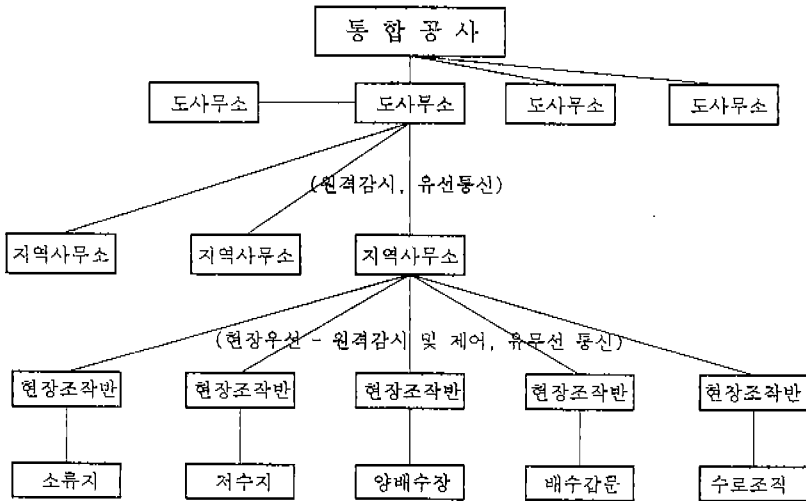 통 합 공 사
도사무소 도사무소 도사무소 도사무소
(원격감시, 유선통신)
지역사무소 지역사무소 지역사무소
(현장우선 - 원격감시 및 제어, 유무선 통신)
현장조작반 현장조작반 현장조작반 현장조작반 현장조작반
소류지 저수지 양배수장 배수갑문 수로조직